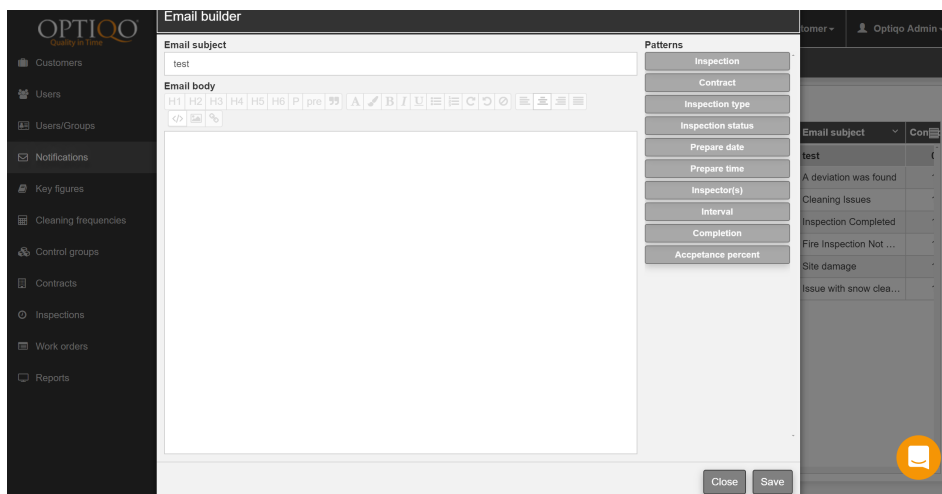 OPTIQO
Quality in Time
Customers
Users
Users/Groups
Notifications
Key figures
Cleaning frequencies
Control groups
Contracts
Inspections
Work orders
Reports
Email builder
Email subject
test
Email body
H1 H2 H3 H4 H5 H6 P pre A B I U
</>
Patterns
Inspection
Contract
Inspection type
Inspection status
Prepare date
Prepare time
Inspector(s)
Interval
Completion
Accpetance percent
Close Save
tomer Optiqo Admin
Email subject Con
test
A deviation was found
Cleaning Issues
Inspection Completed
Fire Inspection Not ...
Site damage
Issue with snow clea...